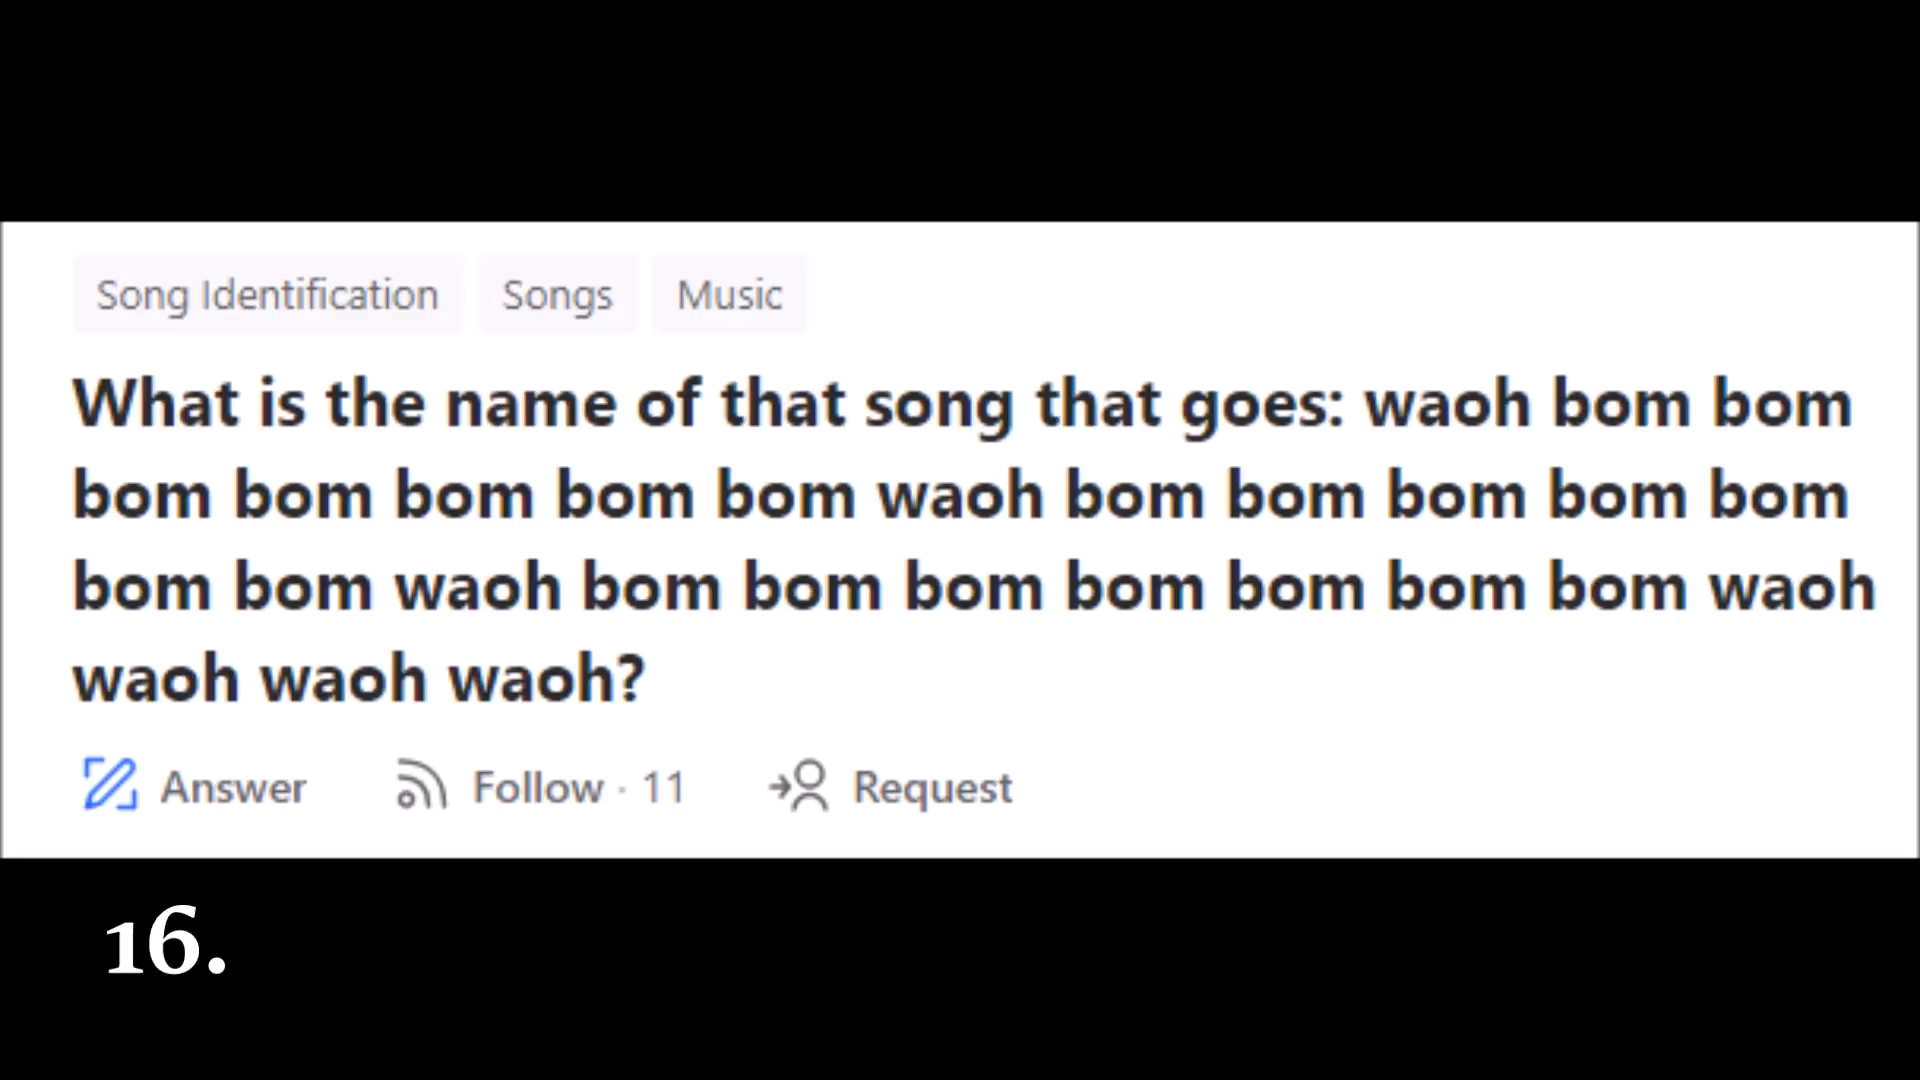 Song Identification Songs Music
What is the name of that song that goes: waoh bom bom
bom bom bom bom bom waoh bom bom bom bom bom
bom bom waoh bom bom bom bom bom bom bom waoh
waoh waoh waoh?
Answer Follow · 11 Request
16.